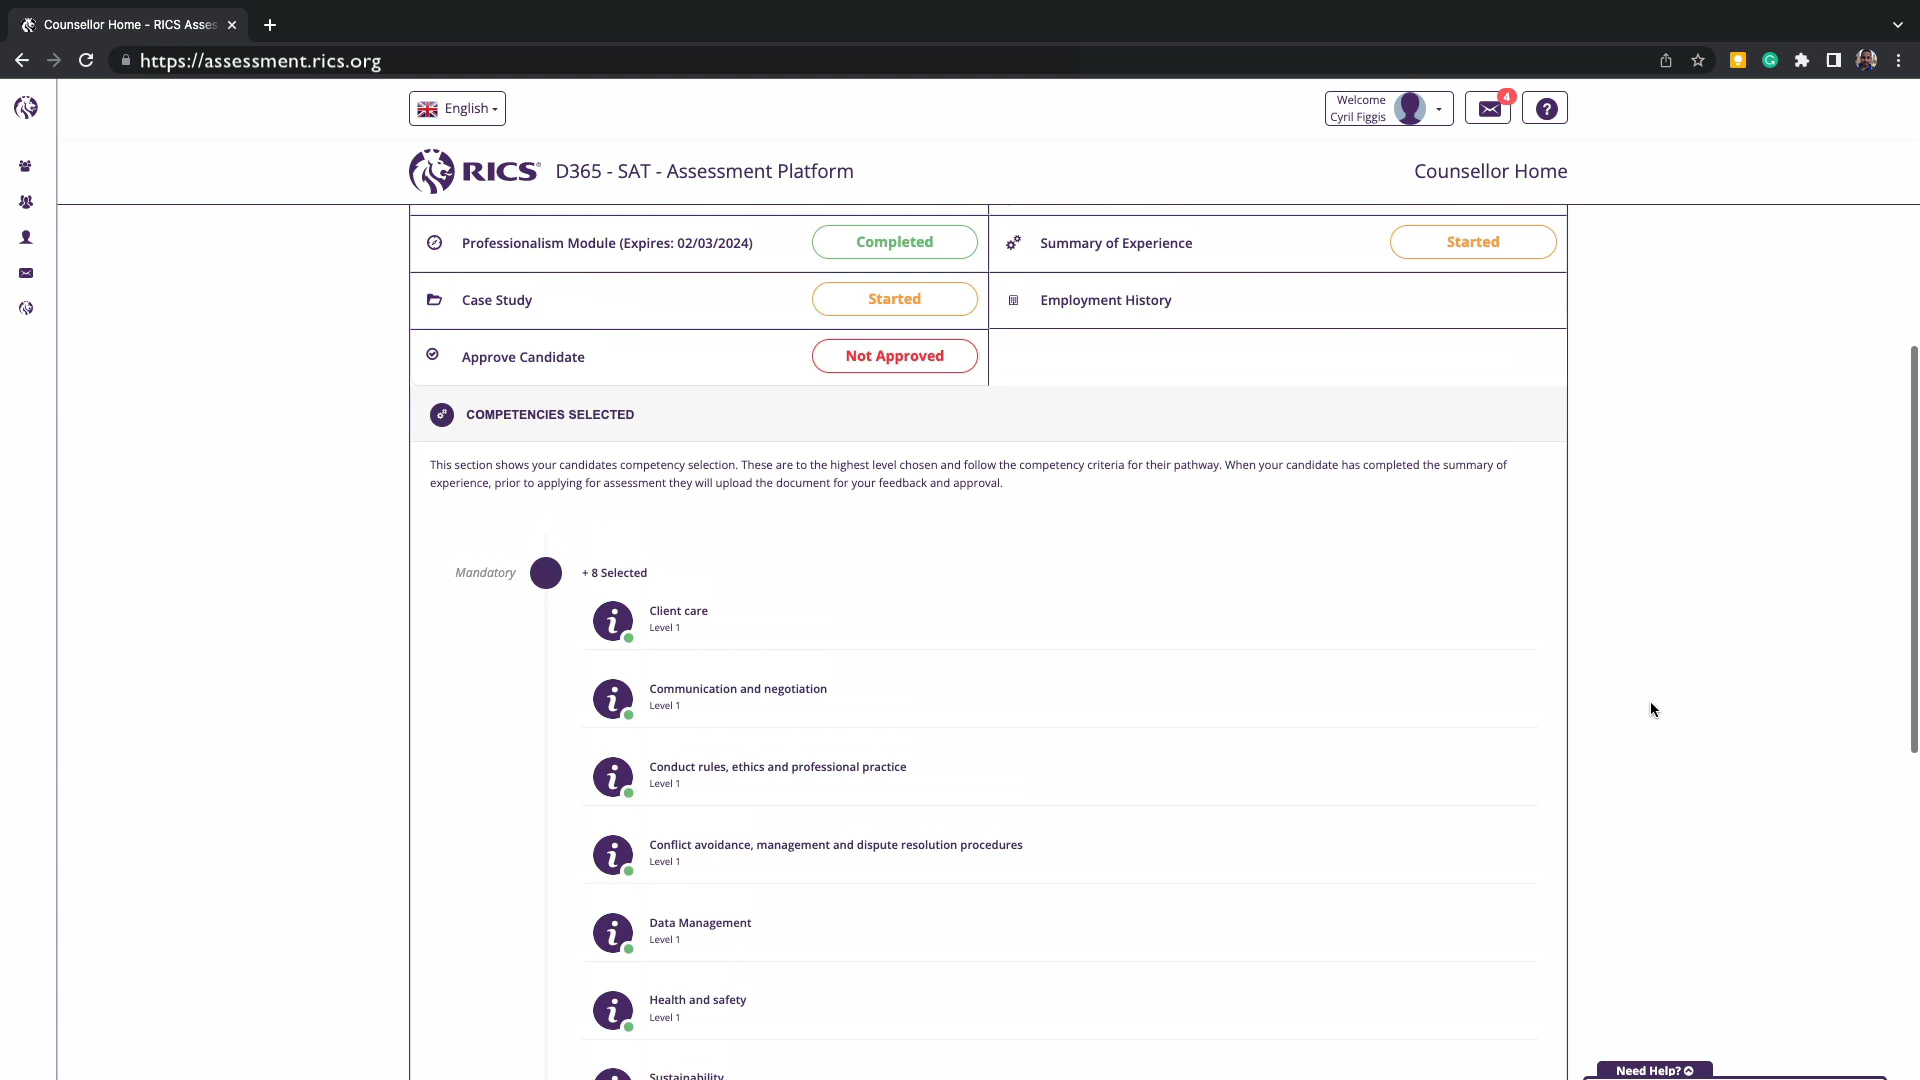 Counsellor Home - RICS Asses
https://assessment.rics.org
English
Welcome
Cyril Figgis
4
?
RICS D365 - SAT - Assessment Platform
Counsellor Home
Professionalism Module (Expires: 02/03/2024)
Completed
Summary of Experience
Started
Case Study
Started
Employment History
Approve Candidate
Not Approved
COMPETENCIES SELECTED
This section shows your candidates competency selection. These are to the highest level chosen and follow the competency criteria for their pathway. When your candidate has completed the summary of
experience, prior to applying for assessment they will upload the document for your feedback and approval.
Mandatory
+ 8 Selected
Client care
Level 1
Communication and negotiation
Level 1
Conduct rules, ethics and professional practice
Level 1
Conflict avoidance, management and dispute resolution procedures
Level 1
Data Management
Level 1
Health and safety
Level 1
Sustainability
Need Help?